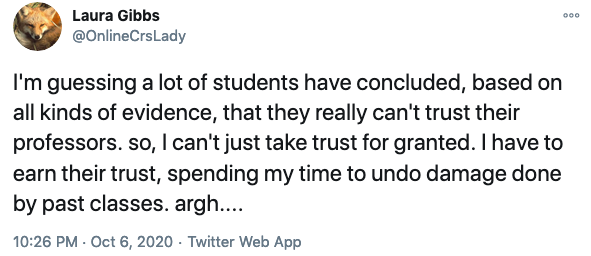 Laura Gibbs
@OnlineCrsLady
I'm guessing a lot of students have concluded, based on
all kinds of evidence, that they really can't trust their
professors. so, I can't just take trust for granted. I have to
earn their trust, spending my time to undo damage done
by past classes. argh....
10:26 PM · Oct 6, 2020 · Twitter Web App